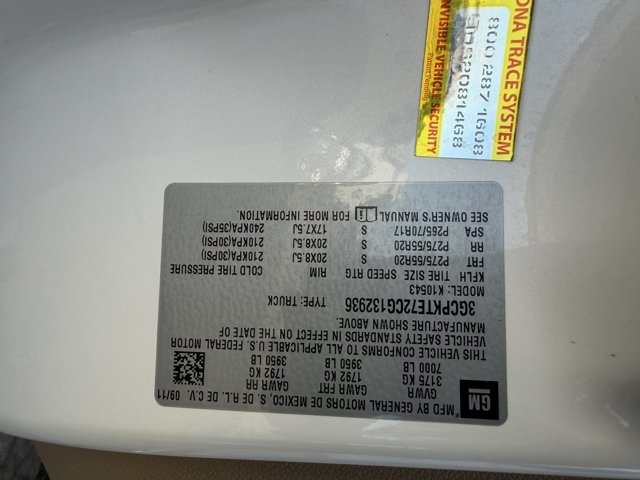 GM
*MFD BY GENERAL MOTORS DE MEXICO, S. DE R.L. DE C.V. 09/11
GVWR GAWR FRT GAWR RR
3175 KG 1792 KG 1792 KG
7000 LB 3950 LB 3950 LB
THIS VEHICLE CONFORMS TO ALL APPLICABLE U.S. FEDERAL MOTOR
VEHICLE SAFETY STANDARDS IN EFFECT ON THE DATE OF
MANUFACTURE SHOWN ABOVE.
3GCPKTE72CG132936 TYPE: TRUCK
MODEL: K10543
KFLH TIRE SIZE SPEED RTG RIM COLD TIRE PRESSURE
FRT P275/55R20 S 20X8.5J 210KPA(30PSI)
RR P275/55R20 S 20X8.5J 210KPA(30PSI)
SPA P265/70R17 S 17X7.5J 240KPA(35PSI)
SEE OWNER'S MANUAL FOR MORE INFORMATION.
ONA TRACE SYSTEM
800 2871608
INVISIBLE VEHICLE SECURITY
Patent Pending